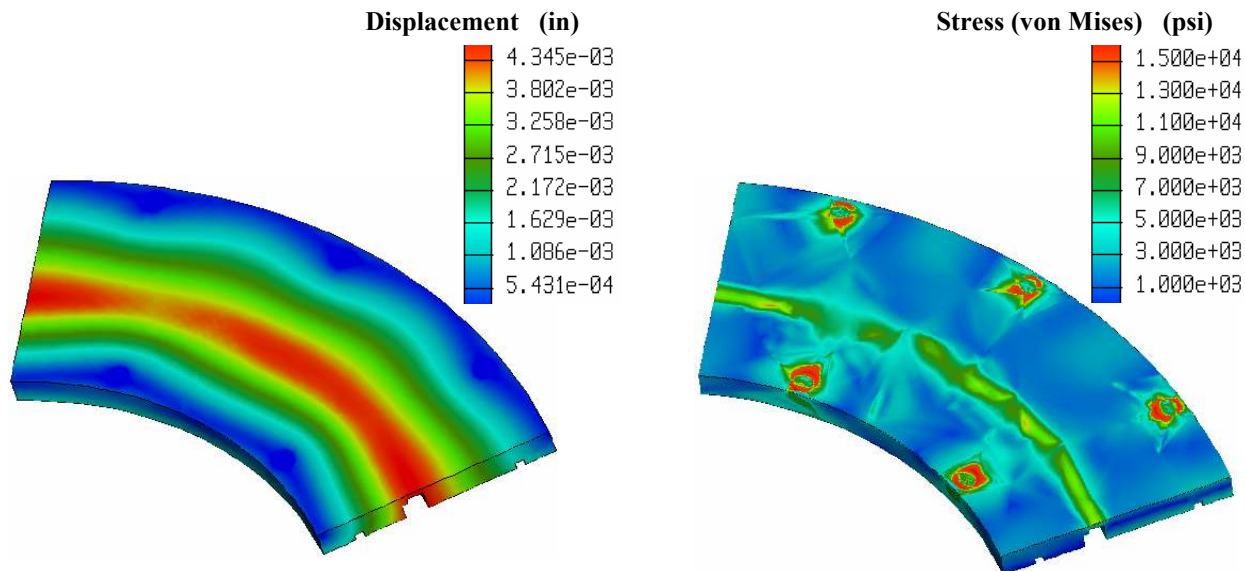 Displacement (in)
4.345e-03
3.802e-03
3.258e-03
2.715e-03
2.172e-03
1.629e-03
1.086e-03
5.431e-04
Stress (von Mises) (psi)
1.500e+04
1.300e+04
1.100e+04
9.000e+03
7.000e+03
5.000e+03
3.000e+03
1.000e+03